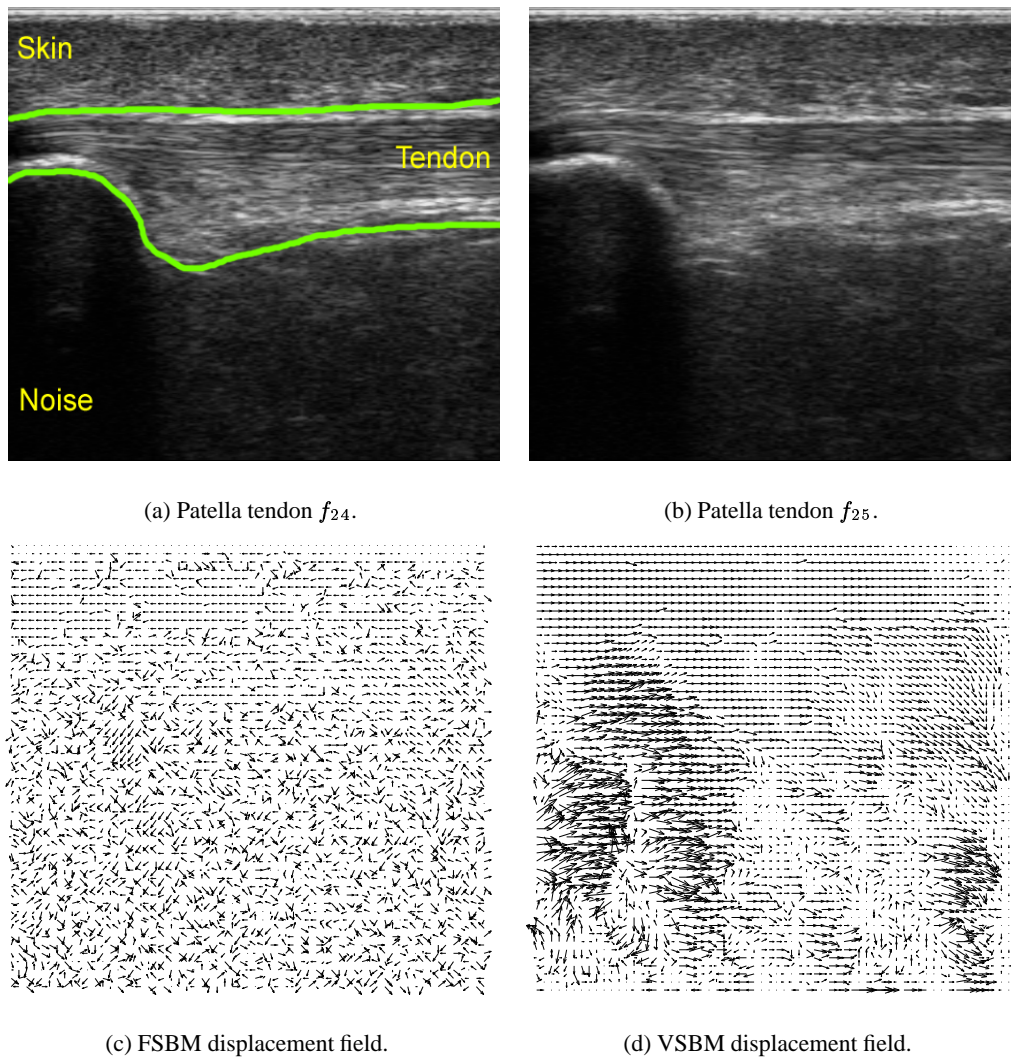 Skin
Tendon
Noise
(a) Patella tendon f₂₄.
(b) Patella tendon f₂₅.
(c) FSBM displacement field.
(d) VSBM displacement field.